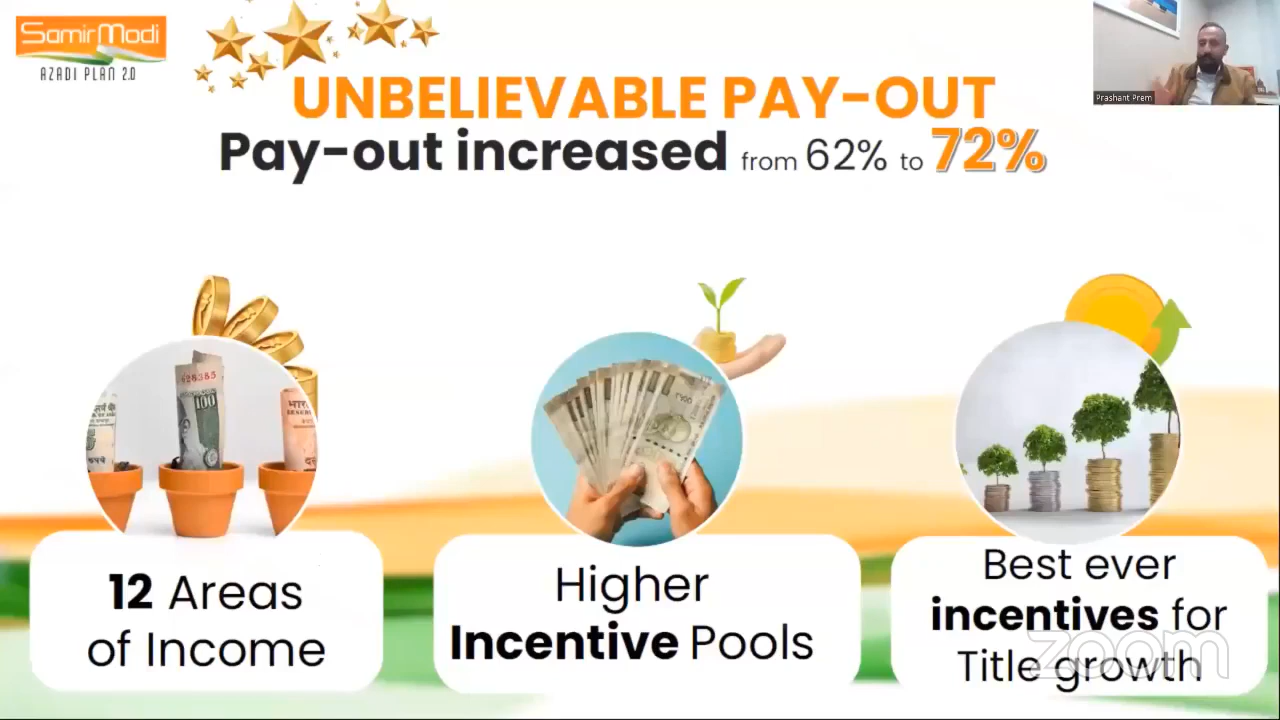 SamirModi
AZADI PLAN 2.0
UNBELIEVABLE PAY-OUT
Pay-out increased from 62% to 72%
Prashant Prem
100
12 Areas
of Income
Higher
Incentive Pools
Best ever
incentives for
Title growth
zoom